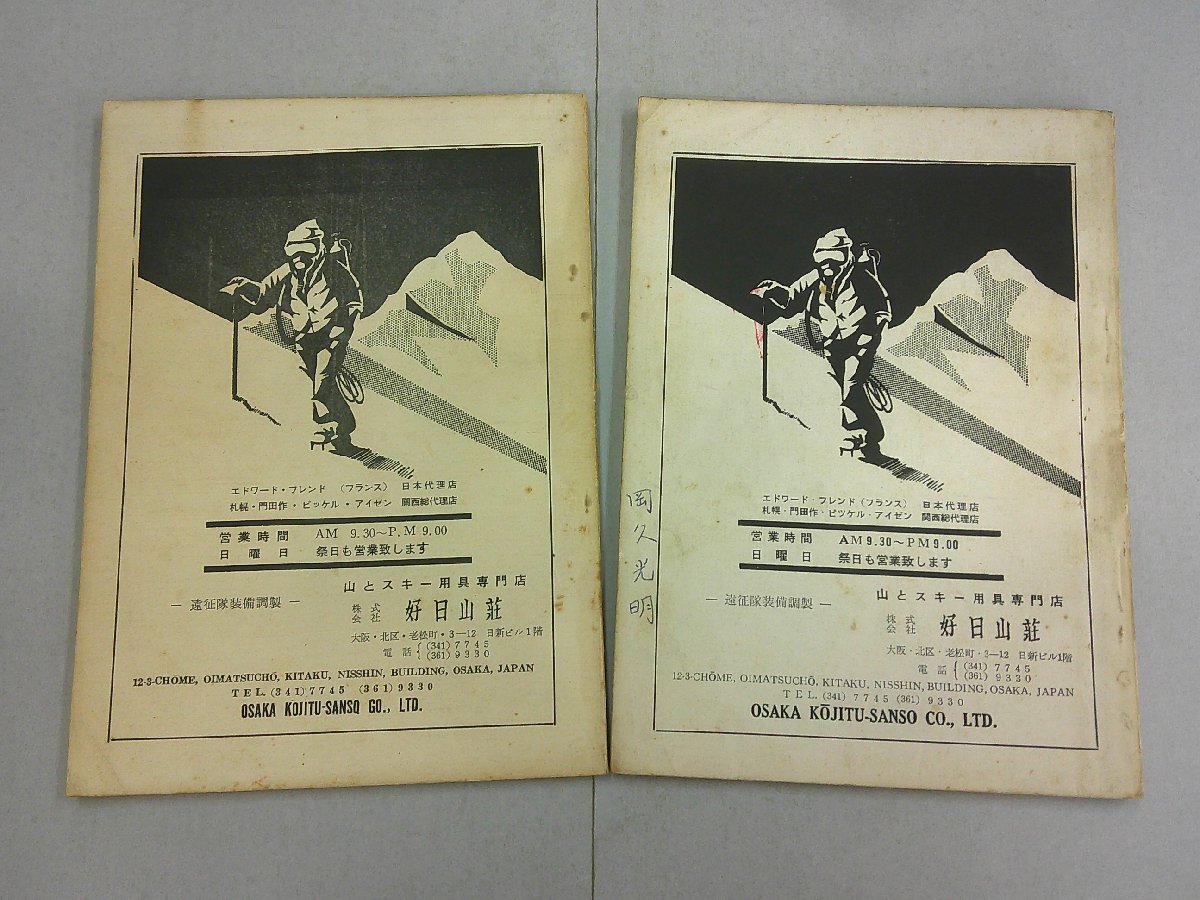 エドワード・フレンド (フランス) 日本代理店
札幌・門田作・ピッケル・アイゼン 関西総代理店
営業時間 AM 9.30～P.M 9.00
日曜日 祭日も営業致します
山とスキー用具専門店
― 遠征隊装備調製 ―
株式会社 好日山荘
大阪・北区・老松町・3―12 日新ビル1階
電話 (341) 7745
(361) 9330
12-3-CHOME, OIMATSUCHŌ, KITAKU, NISSHIN, BUILDING, OSAKA, JAPAN
TEL. (341) 7745 (361) 9330
OSAKA KOJITU-SANSO GO., LTD.
岡久光明
エドワード・フレンド (フランス) 日本代理店
札幌・門田作・ピッケル・アイゼン 関西総代理店
営業時間 AM 9.30～PM 9.00
日曜日 祭日も営業致します
山とスキー用具専門店
― 遠征隊装備調製 ―
株式会社 好日山荘
大阪・北区・老松町・3―12 日新ビル1階
電話 (341) 7745
(361) 9330
12-3-CHŌME, OI.MATSUCHŌ, KITAKU, NISSHIN, BUILDING, OSAKA, JAPAN
TEL. (341) 7745 (361) 9330
OSAKA KŌJITU-SANSO CO., LTD.